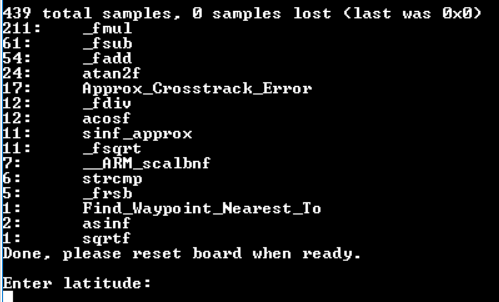 439 total samples, 0 samples lost (last was 0x0)
211: _fmul
61: _fsub
54: _fadd
24: atan2f
17: Approx_Crosstrack_Error
12: _fdiv
12: acosf
11: sinf_approx
11: _fsqrt
7: __ARM_scalbnf
6: strcmp
5: _frsb
1: Find_Waypoint_Nearest_To
2: asinf
1: sqrtf
Done, please reset board when ready.
Enter latitude: